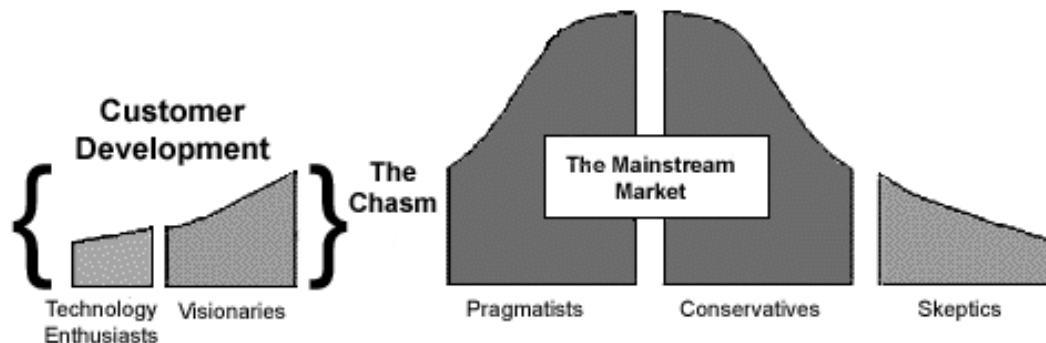 Customer
Development
{
}
The
Chasm
The Mainstream
Market
Technology
Enthusiasts
Visionaries
Pragmatists
Conservatives
Skeptics